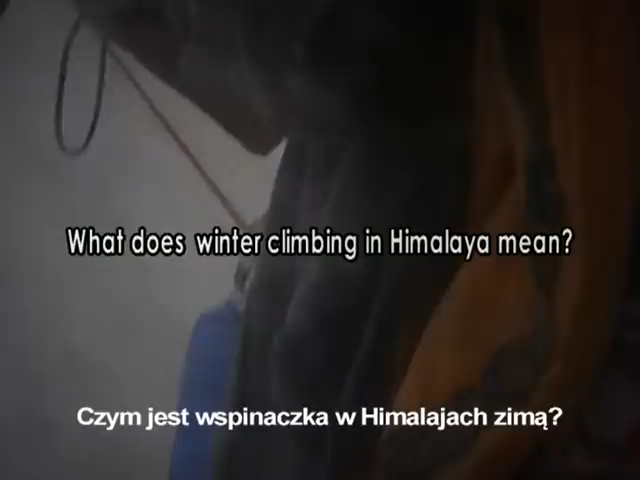 What does winter climbing in Himalaya mean?
Czym jest wspinaczka w Himalajach zimą?